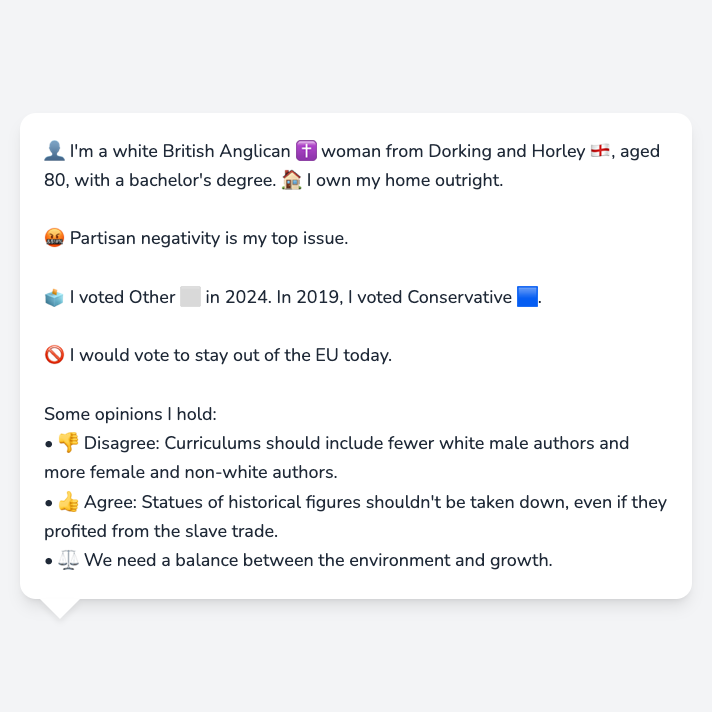 👤 I'm a white British Anglican ✝️ woman from Dorking and Horley 🏴󠁧󠁢󠁥󠁮󠁧󠁿, aged
80, with a bachelor's degree. 🏠 I own my home outright.
🤬 Partisan negativity is my top issue.
🗳️ I voted Other ⬜ in 2024. In 2019, I voted Conservative 🟦.
🚫 I would vote to stay out of the EU today.
Some opinions I hold:
• 👎 Disagree: Curriculums should include fewer white male authors and
more female and non-white authors.
• 👍 Agree: Statues of historical figures shouldn't be taken down, even if they
profited from the slave trade.
• ⚖️ We need a balance between the environment and growth.